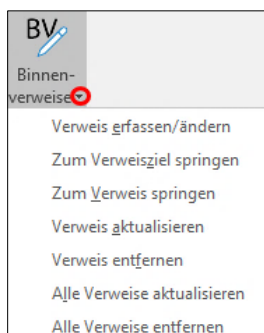 BV
Binnen-
verweise
Verweis erfassen/ändern
Zum Verweisziel springen
Zum Verweis springen
Verweis aktualisieren
Verweis entfernen
Alle Verweise aktualisieren
Alle Verweise entfernen